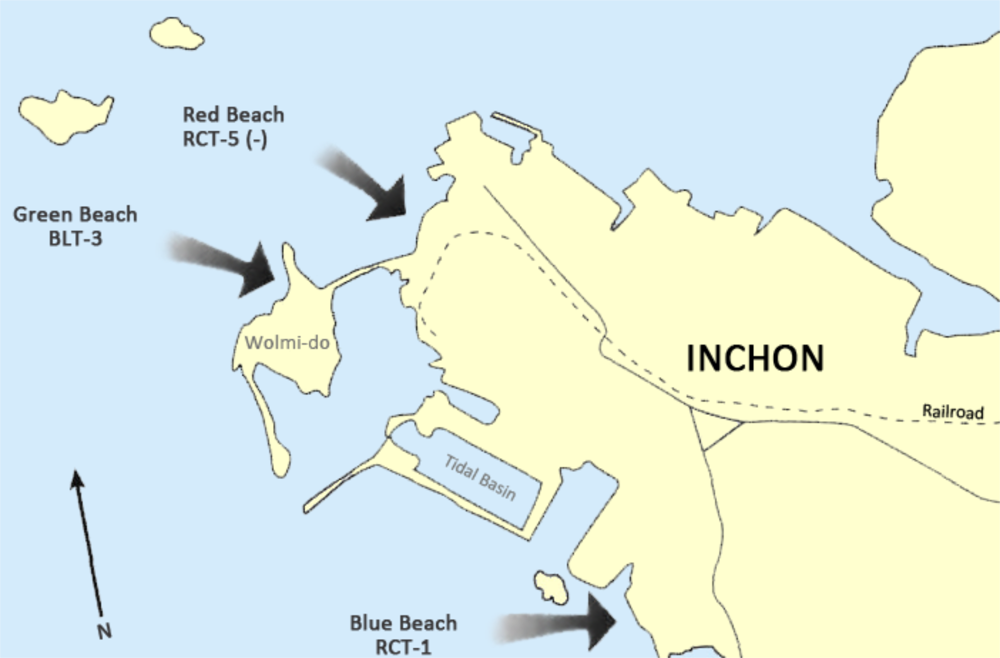 Red Beach
RCT-5 (-)
Green Beach
BLT-3
Wolmi-do
INCHON
Railroad
Tidal Basin
N
Blue Beach
RCT-1